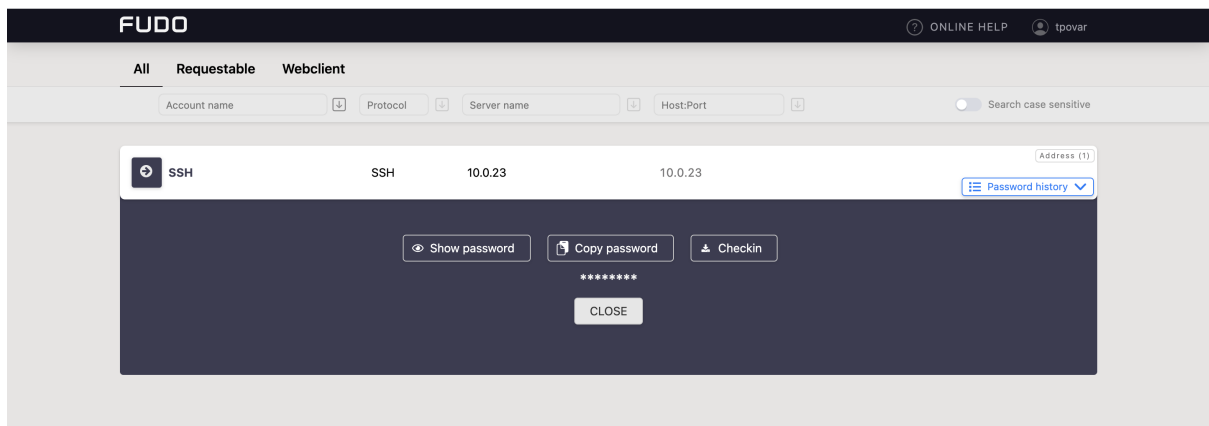 FUDO
ONLINE HELP
tpovar
All Requestable Webclient
Account name Protocol Server name Host:Port Search case sensitive
Address (1)
SSH SSH 10.0.23 10.0.23
Password history
Show password Copy password Checkin
********
CLOSE